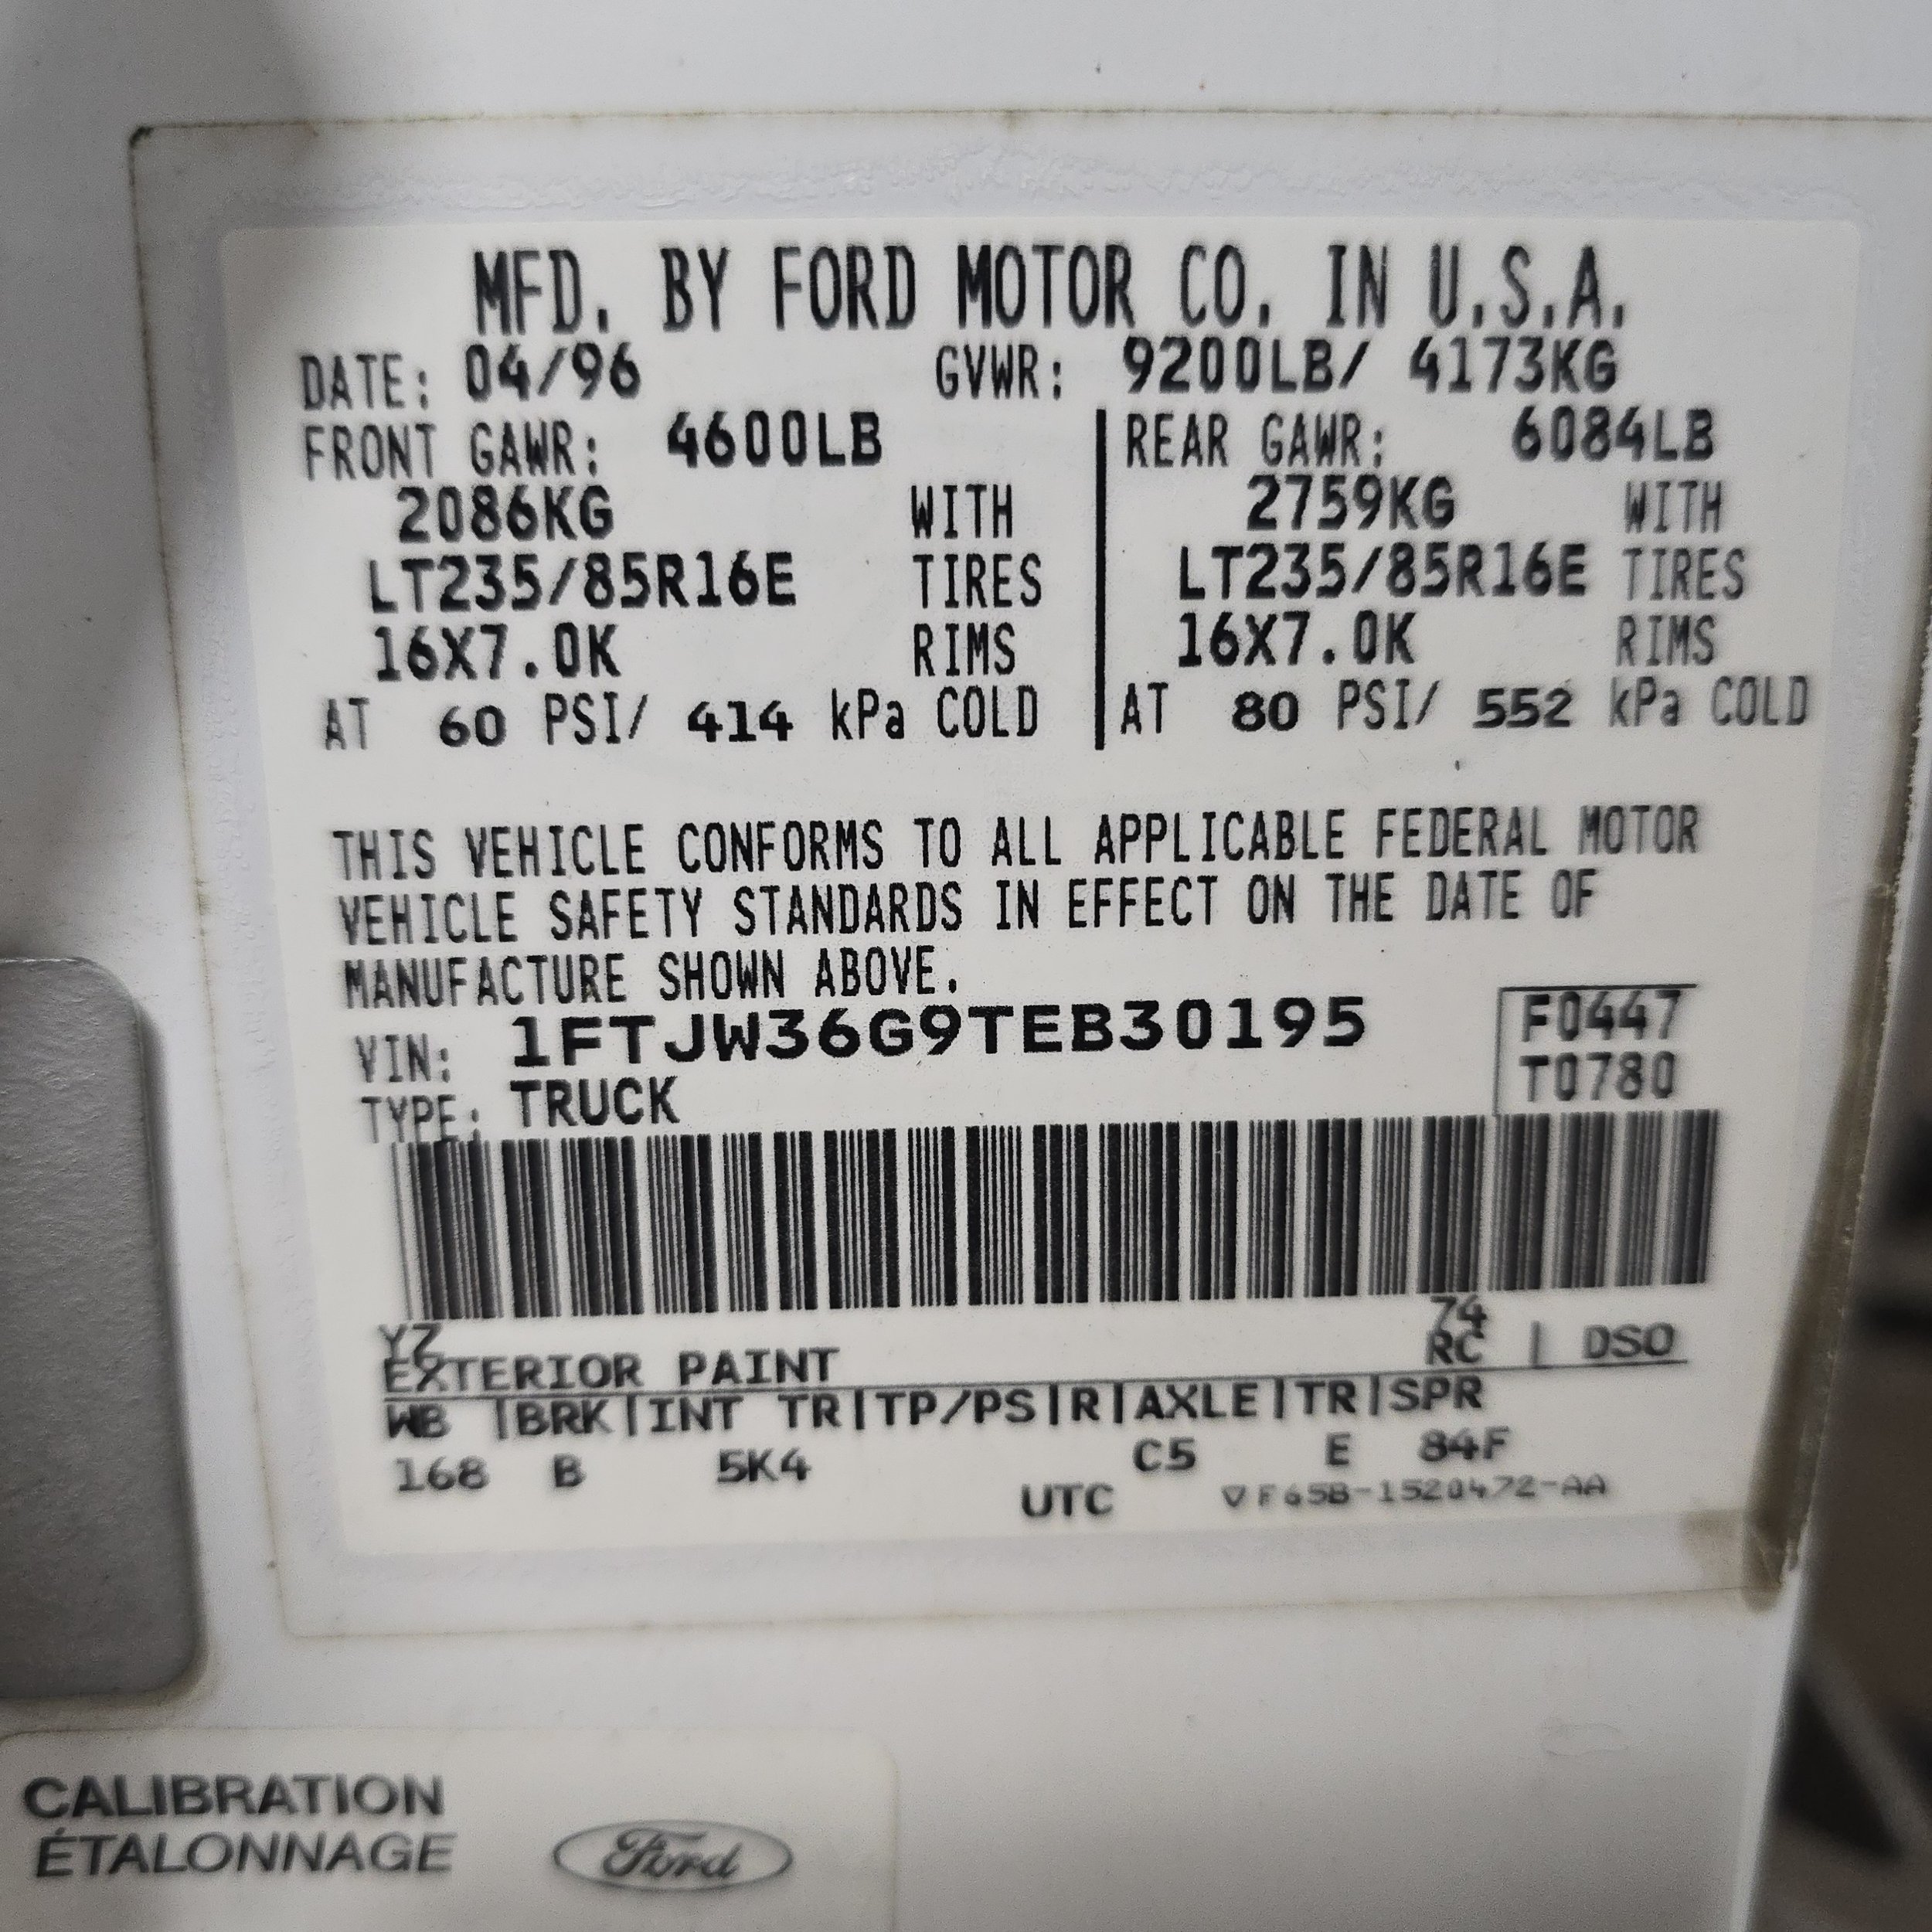 MFD. BY FORD MOTOR CO. IN U.S.A.
DATE: 04/96 GVWR: 9200LB/ 4173KG
FRONT GAWR: 4600LB REAR GAWR: 6084LB
2086KG WITH 2759KG WITH
LT235/85R16E TIRES LT235/85R16E TIRES
16X7.0K RIMS 16X7.0K RIMS
AT 60 PSI/ 414 kPa COLD AT 80 PSI/ 552 kPa COLD
THIS VEHICLE CONFORMS TO ALL APPLICABLE FEDERAL MOTOR
VEHICLE SAFETY STANDARDS IN EFFECT ON THE DATE OF
MANUFACTURE SHOWN ABOVE.
VIN: 1FTJW36G9TEB30195 F0447
TYPE: TRUCK T0780
YZ 74
EXTERIOR PAINT RC | DSO
WB |BRK|INT TR|TP/PS|R|AXLE|TR|SPR
168 B 5K4 C5 E 84F
UTC ▽F65B-1520472-AA
CALIBRATION
ÉTALONNAGE
Ford